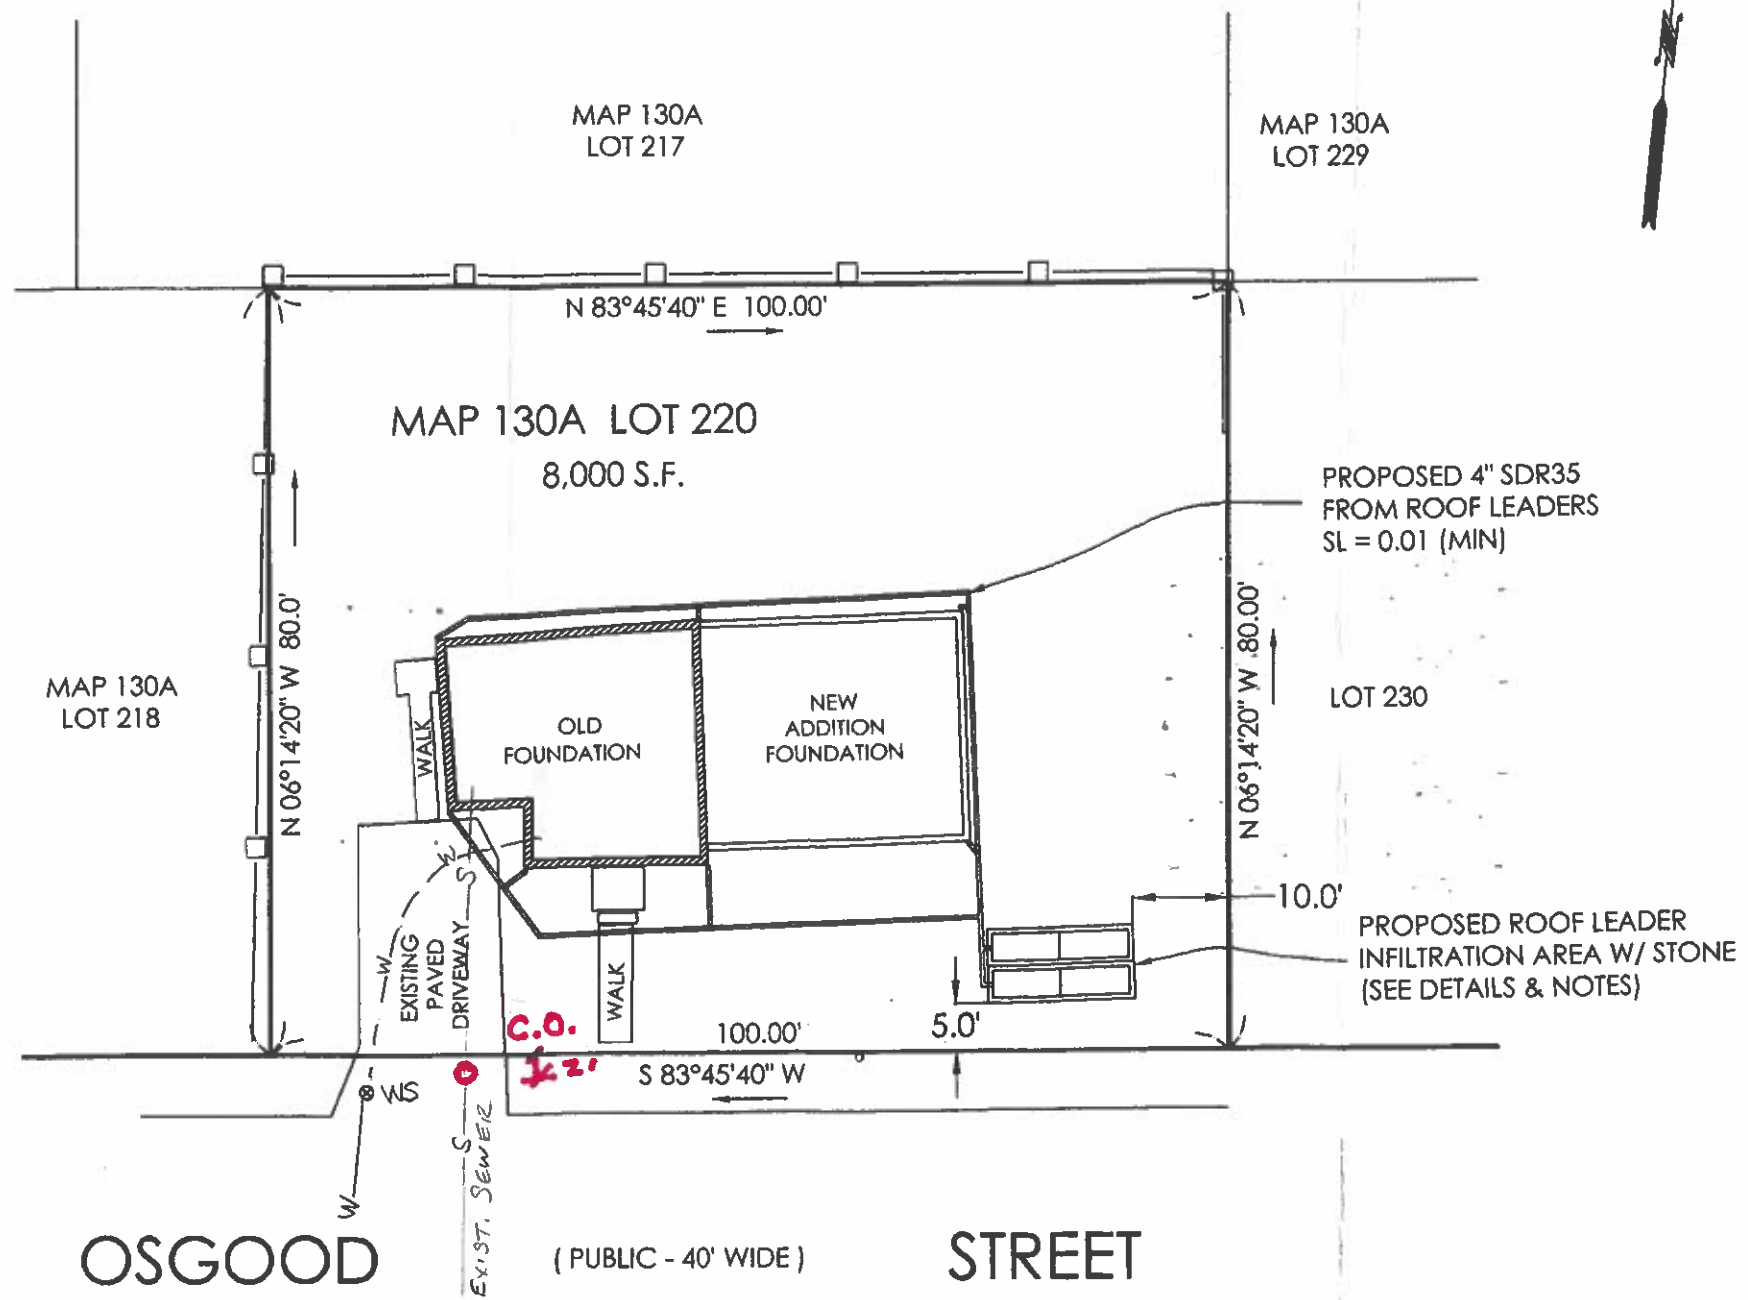 N
MAP 130A
LOT 217
MAP 130A
LOT 229
N 83°45'40" E 100.00'
MAP 130A LOT 220
8,000 S.F.
PROPOSED 4" SDR35
FROM ROOF LEADERS
SL = 0.01 (MIN)
N 06°14'20" W 80.0'
N 06°14'20" W 80.00'
MAP 130A
LOT 218
LOT 230
OLD
FOUNDATION
NEW
ADDITION
FOUNDATION
WALK
W
S
10.0'
PROPOSED ROOF LEADER
INFILTRATION AREA W/ STONE
(SEE DETAILS & NOTES)
EXISTING
PAVED
DRIVEWAY
W
WALK
C.O.
100.00'
5.0'
2'
S 83°45'40" W
WS
S
EXIST. SEWER
W
OSGOOD
( PUBLIC - 40' WIDE )
STREET